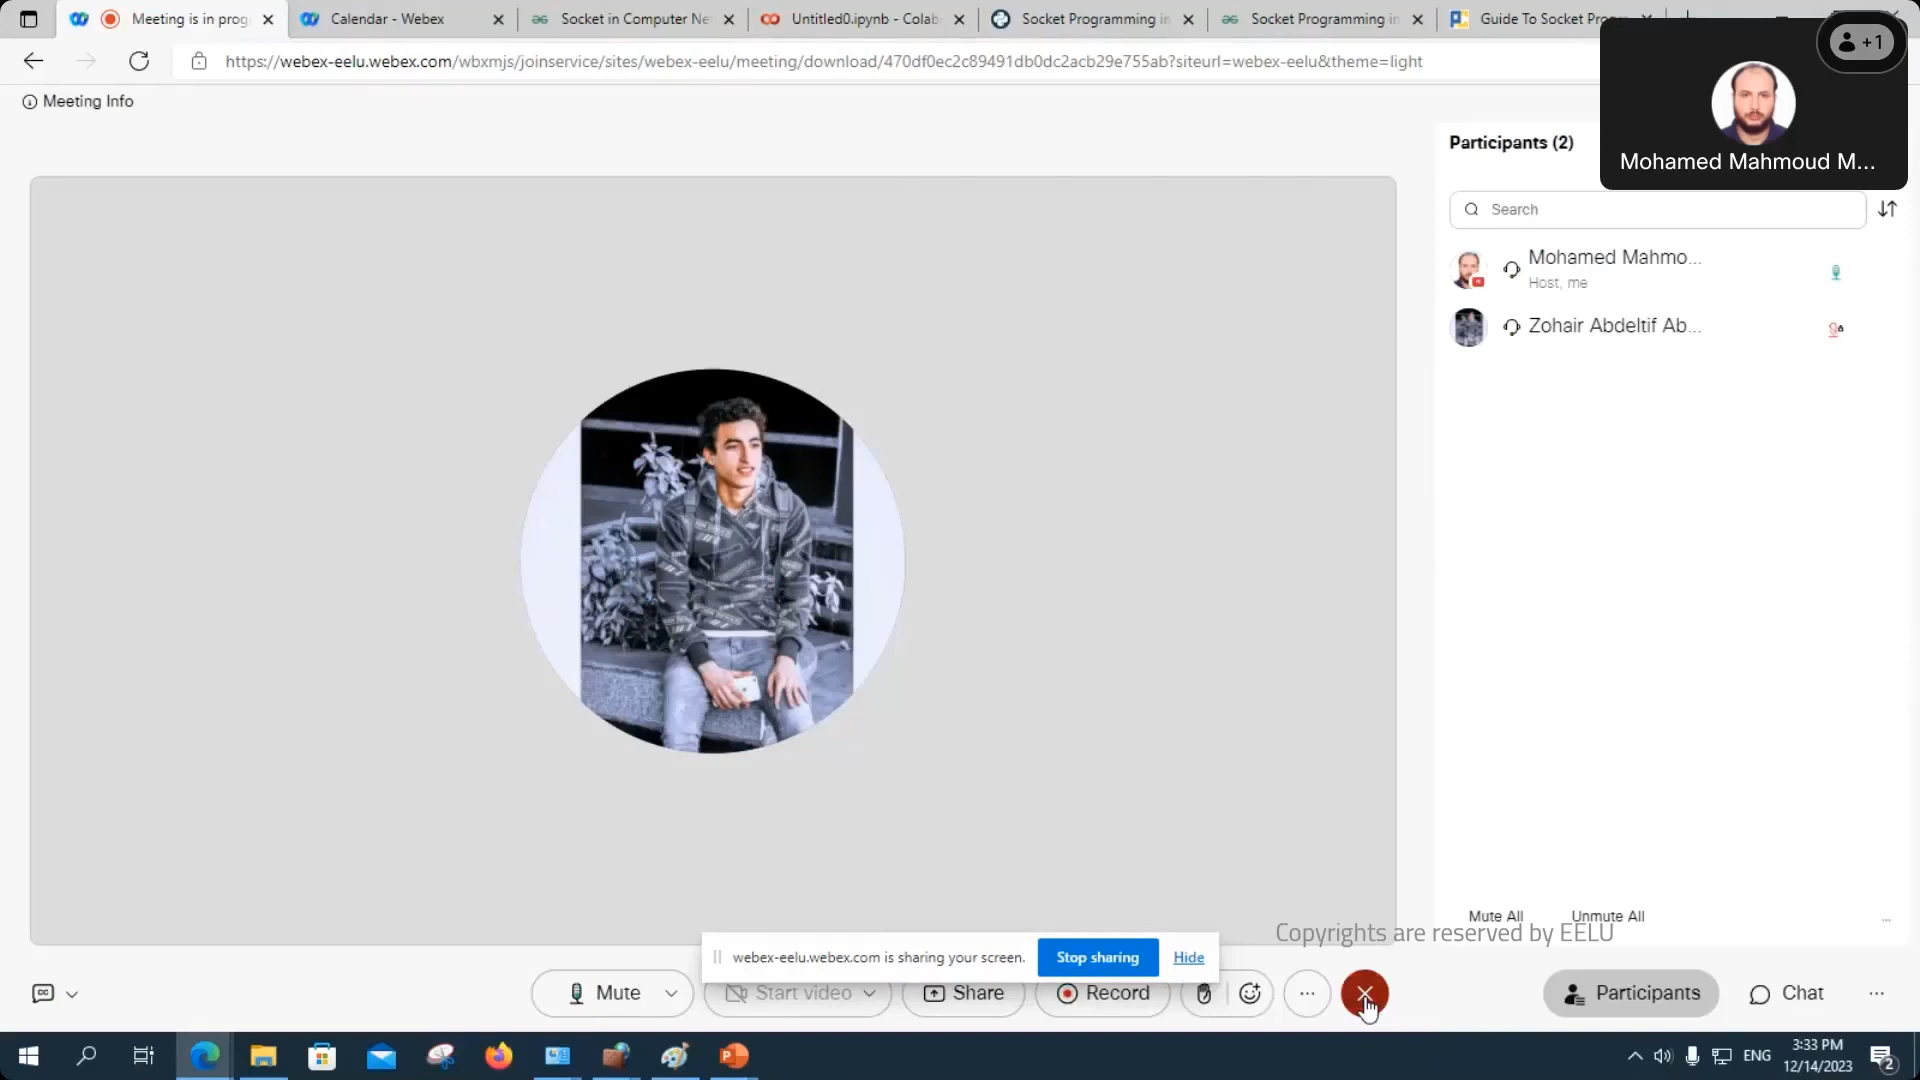 Meeting is in prog
Calendar - Webex
Socket in Computer Ne
Untitled0.ipynb - Colab
Socket Programming in
Socket Programming in
Guide To Socket Prog
https://webex-eelu.webex.com/wbxmjs/joinservice/sites/webex-eelu/meeting/download/470df0ec2c89491db0dc2acb29e755ab?siteurl=webex-eelu&theme=light
+1
Mohamed Mahmoud M...
Meeting Info
Participants (2)
Search
Mohamed Mahmo...
Host, me
Zohair Abdeltif Ab...
Mute All
Unmute All
...
Copyrights are reserved by EELU
webex-eelu.webex.com is sharing your screen.
Stop sharing
Hide
Mute
Start video
Share
Record
Participants
Chat
ENG
3:33 PM
12/14/2023
2